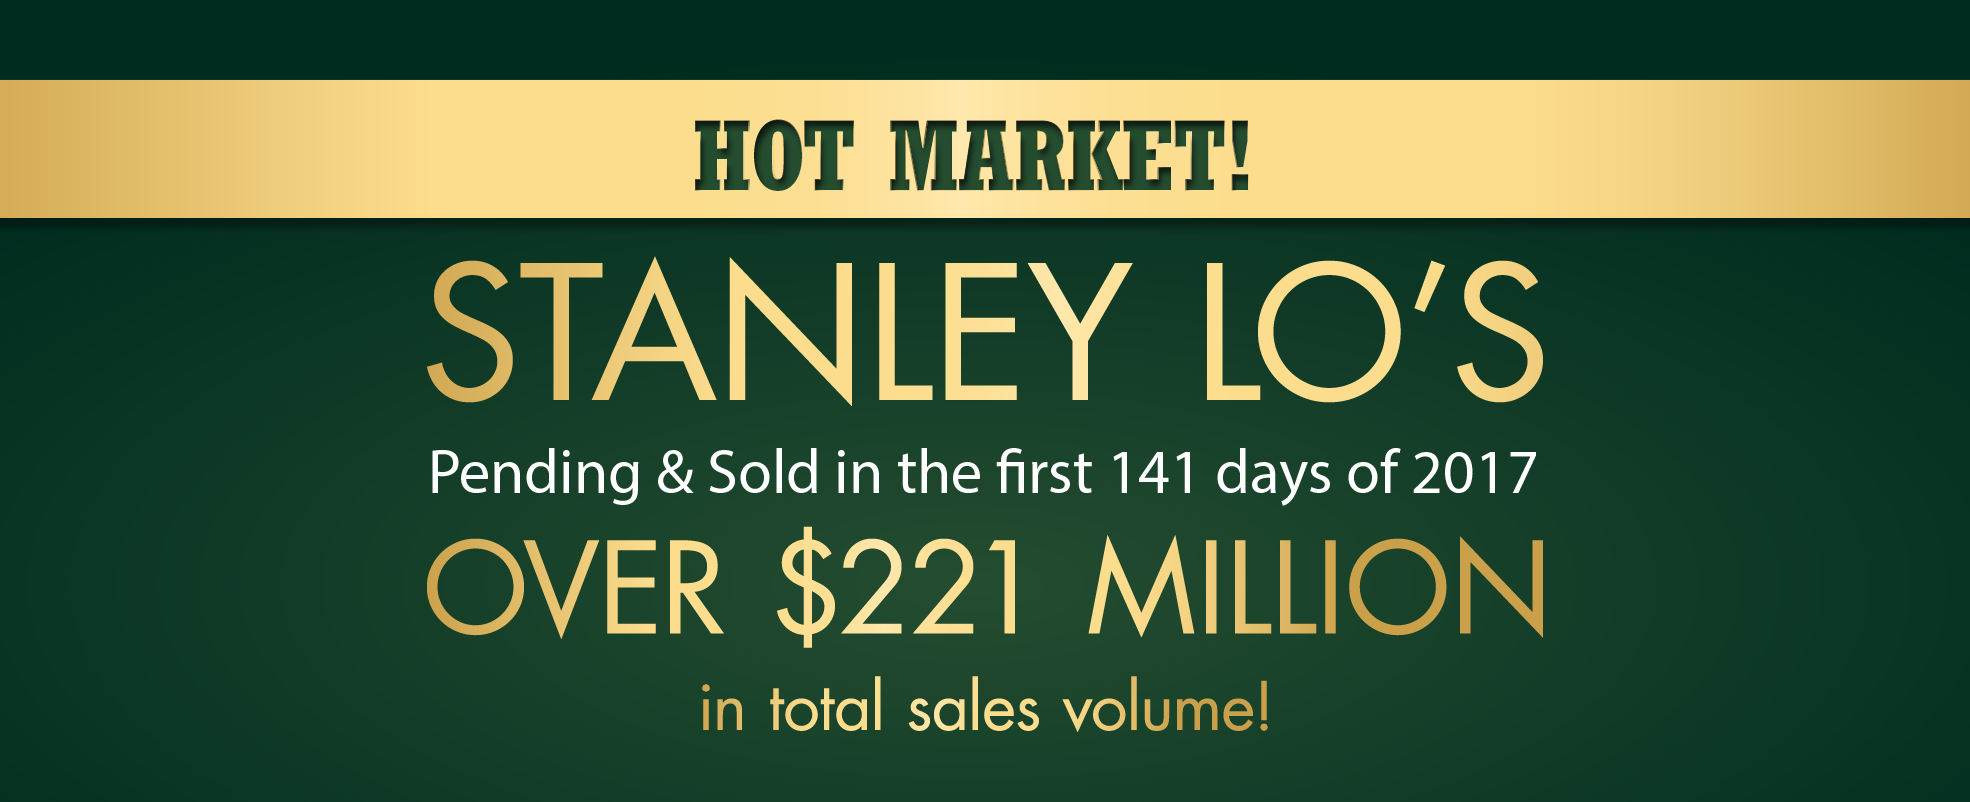 HOT MARKET!
STANLEY LO'S
Pending & Sold in the first 141 days of 2017
OVER $221 MILLION
in total sales volume!